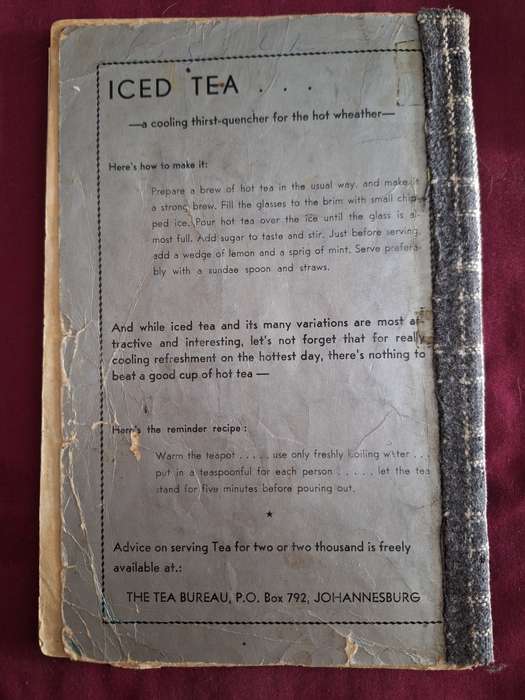 ICED TEA . . .
—a cooling thirst-quencher for the hot wheather—
Here's how to make it:
Prepare a brew of hot tea in the usual way, and make it
a strong brew. Fill the glasses to the brim with small chip-
ped ice. Pour hot tea over the ice until the glass is al-
most full. Add sugar to taste and stir. Just before serving,
add a wedge of lemon and a sprig of mint. Serve prefera-
bly with a sundae spoon and straws.
And while iced tea and its many variations are most at-
tractive and interesting, let's not forget that for really
cooling refreshment on the hottest day, there's nothing to
beat a good cup of hot tea —
Here's the reminder recipe :
Warm the teapot . . . . . use only freshly boiling water . .
put in a teaspoonful for each person . . . . . let the tea
stand for five minutes before pouring out.
★
Advice on serving Tea for two or two thousand is freely
available at.:
THE TEA BUREAU, P.O. Box 792, JOHANNESBURG